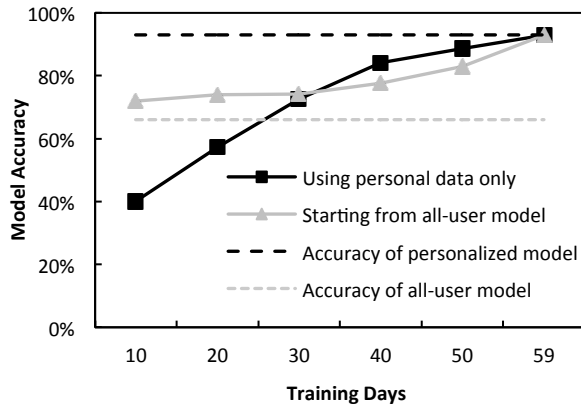 100%
80%
60%
40%
20%
0%
Model Accuracy
Using personal data only
Starting from all-user model
Accuracy of personalized model
Accuracy of all-user model
10 20 30 40 50 59
Training Days